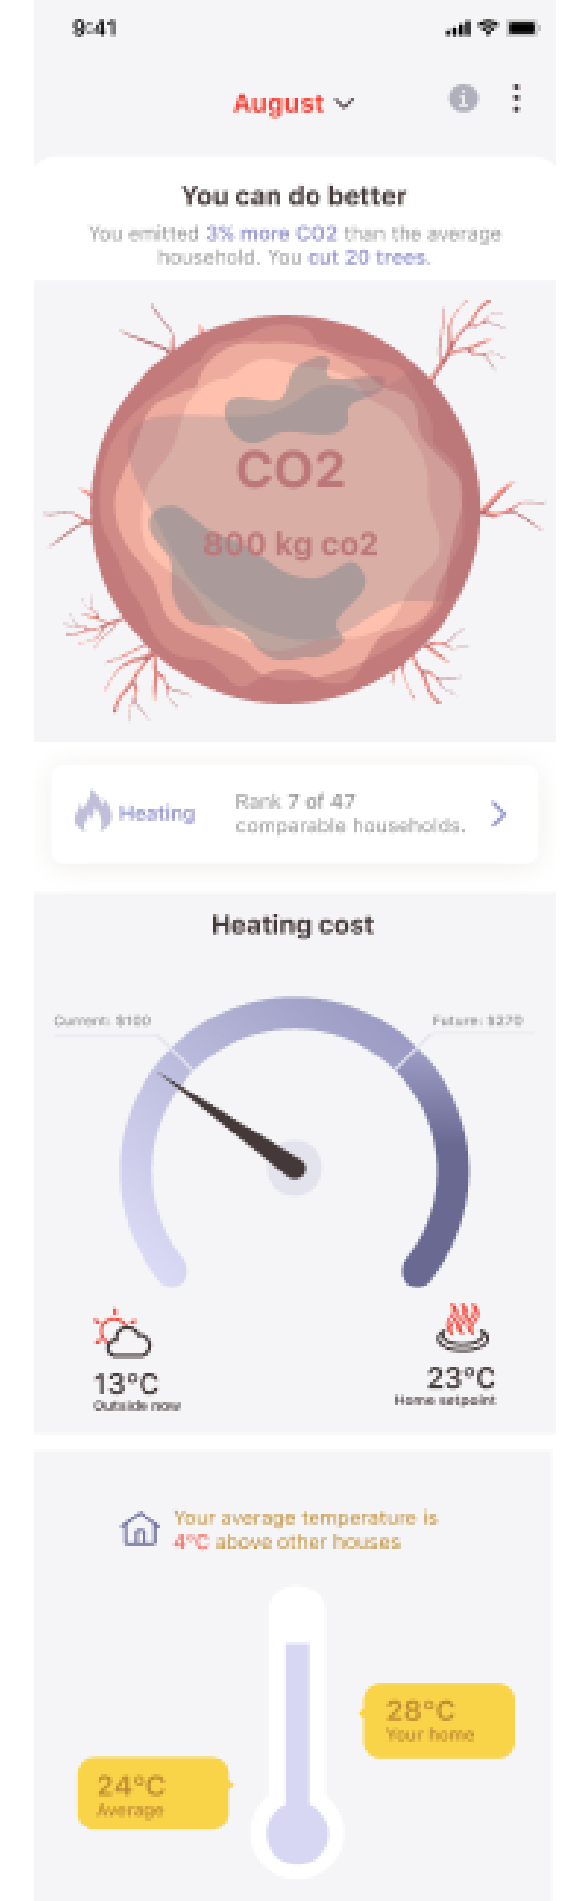 9:41
August
You can do better
You emitted 3% more CO2 than the average
household. You cut 20 trees.
CO2
800 kg co2
Heating
Rank 7 of 47
comparable households.
Heating cost
Current: $100
Future: $270
13°C
Outside now
23°C
Home setpoint
Your average temperature is
4°C above other houses
28°C
Your home
24°C
Average